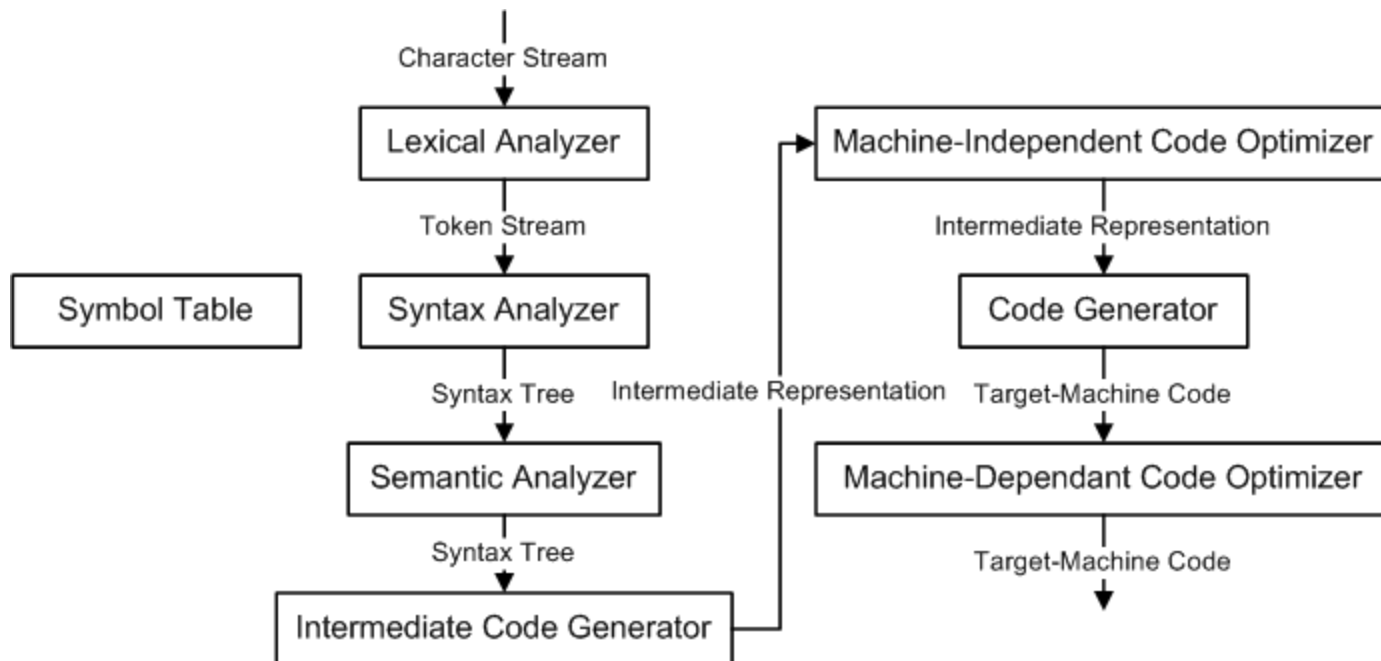 Character Stream
Lexical Analyzer
Token Stream
Symbol Table
Syntax Analyzer
Syntax Tree
Semantic Analyzer
Syntax Tree
Intermediate Code Generator
Intermediate Representation
Machine-Independent Code Optimizer
Intermediate Representation
Code Generator
Target-Machine Code
Machine-Dependant Code Optimizer
Target-Machine Code